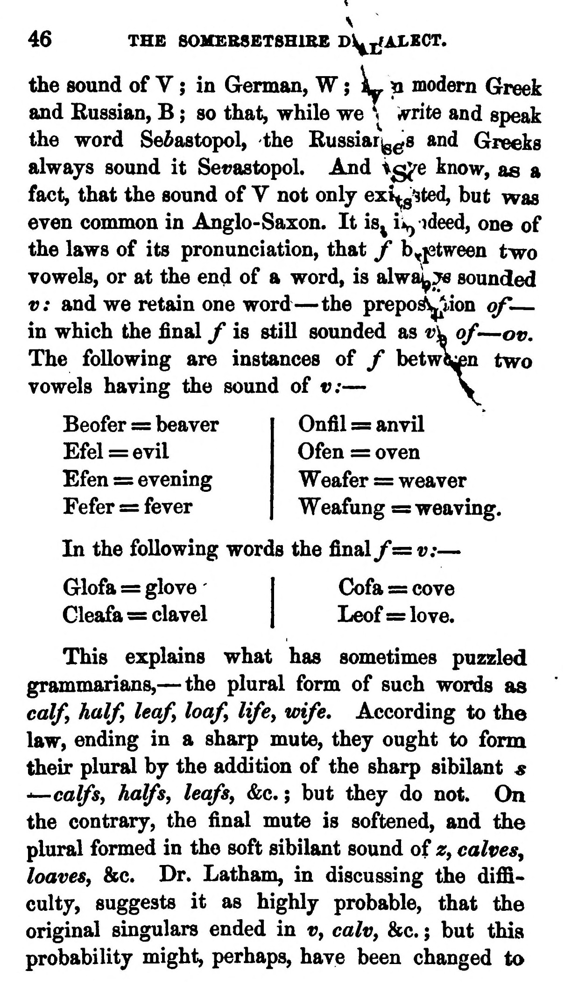 46 THE SOMERSETSHIRE DIALECT.
the sound of V; in German, W; in modern Greek
and Russian, B; so that, while we write and speak
the word Sebastopol, the Russians and Greeks
always sound it Sevastopol. And we know, as a
fact, that the sound of V not only existed, but was
even common in Anglo-Saxon. It is, indeed, one of
the laws of its pronunciation, that f between two
vowels, or at the end of a word, is always sounded
v: and we retain one word—the preposition of—
in which the final f is still sounded as v, of—ov.
The following are instances of f between two
vowels having the sound of v:—
Beofer = beaver
Efel = evil
Efen = evening
Fefer = fever
Onfil = anvil
Ofen = oven
Weafer = weaver
Weafung = weaving.
In the following words the final f = v:—
Glofa = glove
Cleafa = clavel
Cofa = cove
Leof = love.
This explains what has sometimes puzzled
grammarians,—the plural form of such words as
calf, half, leaf, loaf, life, wife. According to the
law, ending in a sharp mute, they ought to form
their plural by the addition of the sharp sibilant s
—calfs, halfs, leafs, &c.; but they do not. On
the contrary, the final mute is softened, and the
plural formed in the soft sibilant sound of z, calves,
loaves, &c. Dr. Latham, in discussing the diffi-
culty, suggests it as highly probable, that the
original singulars ended in v, calv, &c.; but this
probability might, perhaps, have been changed to